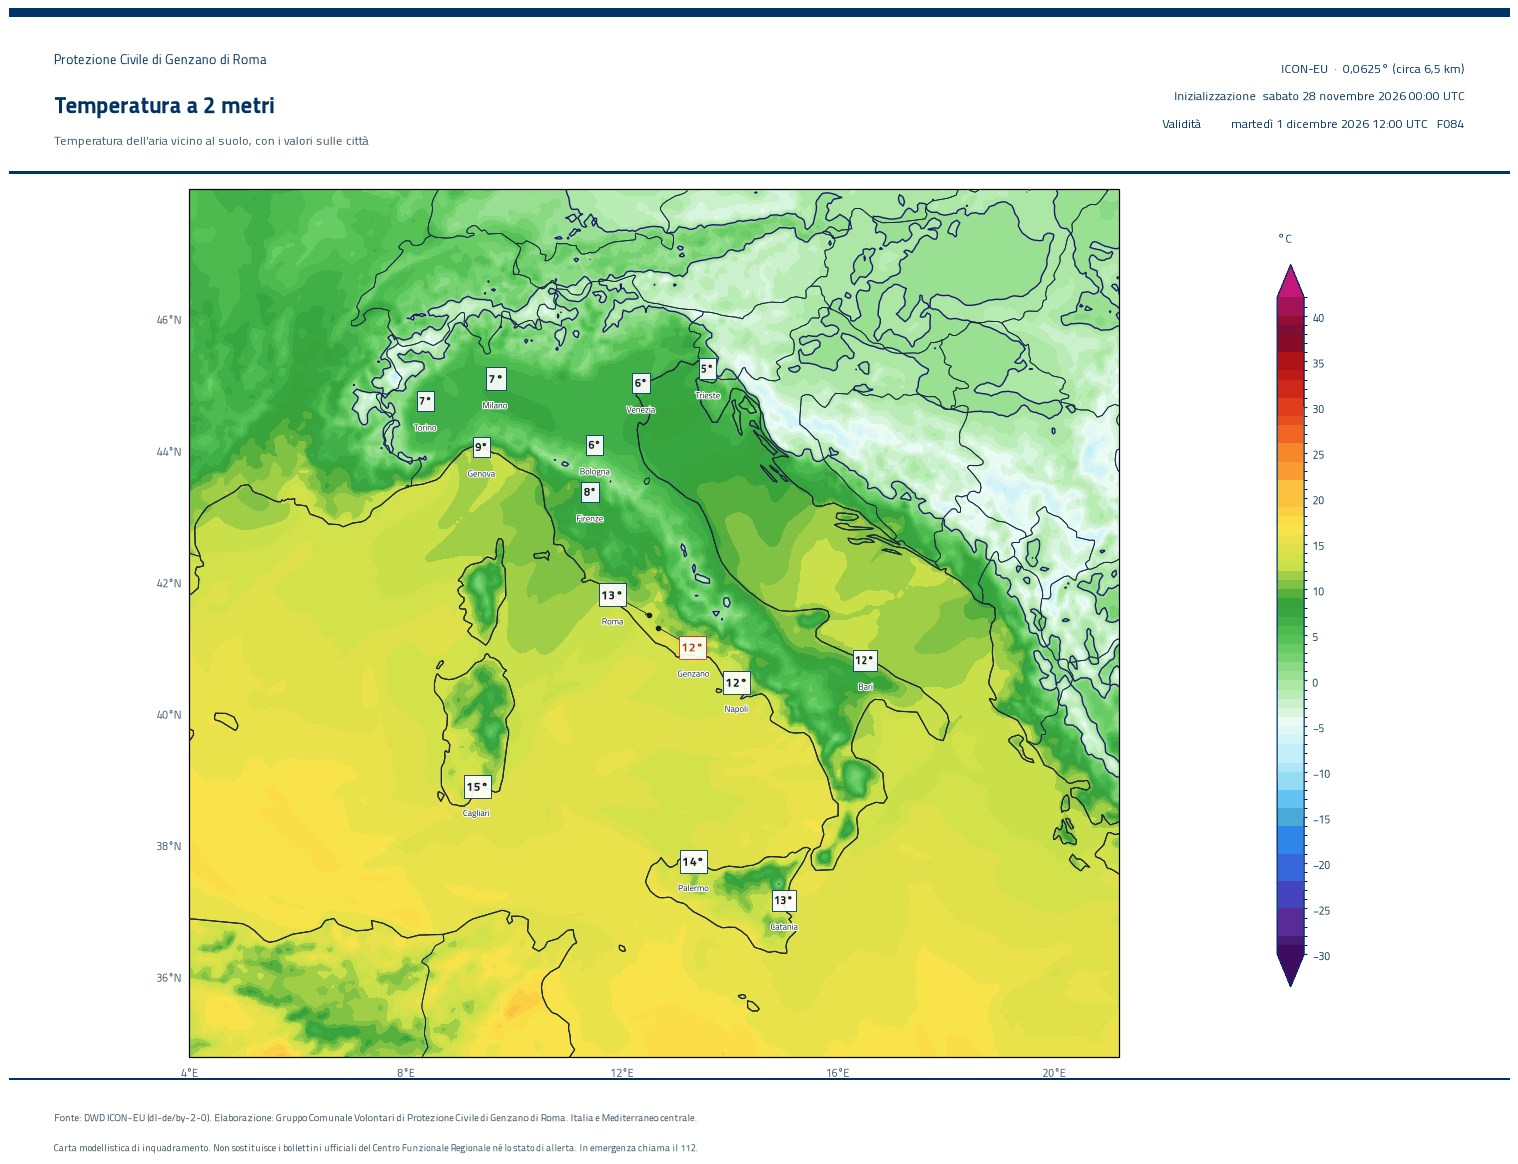 Protezione Civile di Genzano di Roma
Temperatura a 2 metri
Temperatura dell'aria vicino al suolo, con i valori sulle città
ICON-EU · 0,0625° (circa 6,5 km)
Inizializzazione sabato 28 novembre 2026 00:00 UTC
Validità martedì 1 dicembre 2026 12:00 UTC F084
°C
40
35
30
25
20
15
10
5
0
−5
−10
−15
−20
−25
−30
46°N
44°N
42°N
40°N
38°N
36°N
4°E
8°E
12°E
16°E
20°E
5°
Trieste
6°
Venezia
7°
Milano
7°
Torino
9°
Genova
6°
Bologna
8°
Firenze
13°
Roma
12°
Genzano
12°
Napoli
12°
Bari
15°
Cagliari
14°
Palermo
13°
Catania
Fonte: DWD ICON-EU (dl-de/by-2-0). Elaborazione: Gruppo Comunale Volontari di Protezione Civile di Genzano di Roma. Italia e Mediterraneo centrale.
Carta modellistica di inquadramento. Non sostituisce i bollettini ufficiali del Centro Funzionale Regionale né lo stato di allerta. In emergenza chiama il 112.